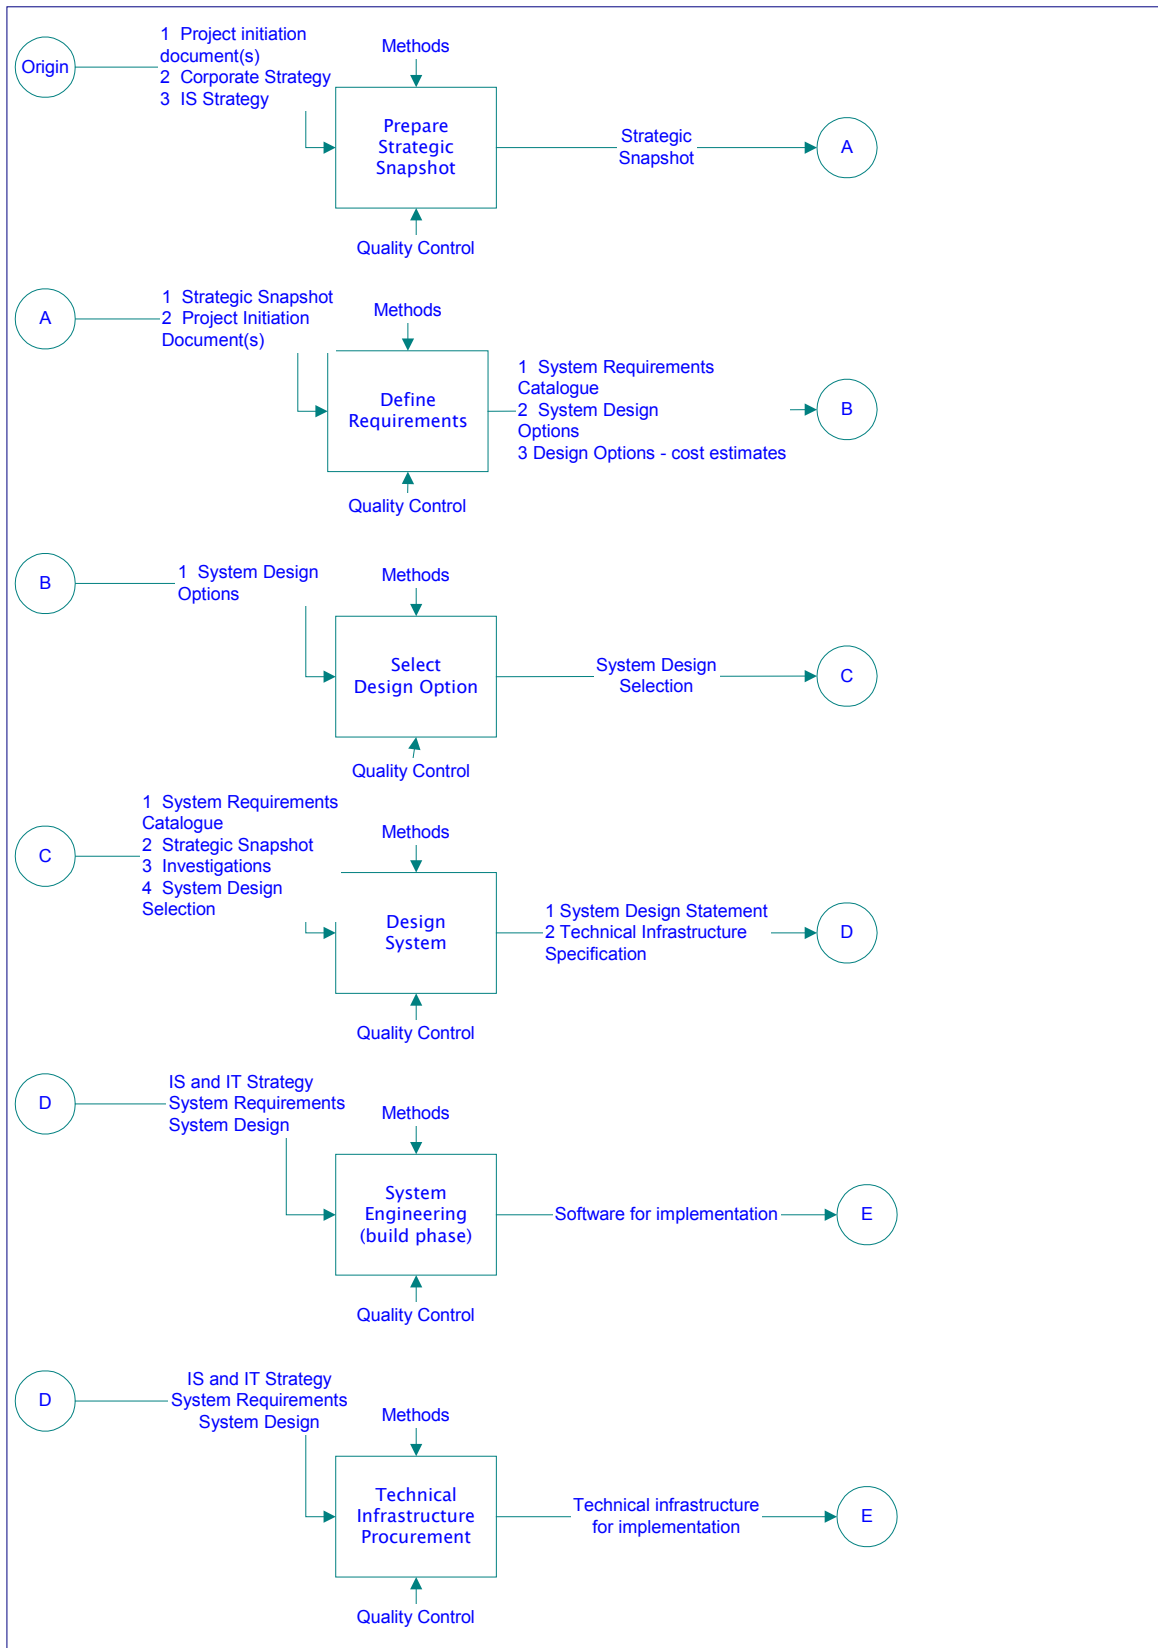 Origin
1  Project initiation
document(s)
2  Corporate Strategy
3  IS Strategy
Methods
Prepare
Strategic
Snapshot
Quality Control
Strategic
Snapshot
A
A
1  Strategic Snapshot
2  Project Initiation
Document(s)
Methods
Define
Requirements
Quality Control
1  System Requirements
Catalogue
2  System Design
Options
3 Design Options - cost estimates
B
B
1  System Design
Options
Methods
Select
Design Option
Quality Control
System Design
Selection
C
C
1  System Requirements
Catalogue
2  Strategic Snapshot
3  Investigations
4  System Design
Selection
Methods
Design
System
Quality Control
1 System Design Statement
2 Technical Infrastructure
Specification
D
D
IS and IT Strategy
System Requirements
System Design
Methods
System
Engineering
(build phase)
Quality Control
Software for implementation
E
D
IS and IT Strategy
System Requirements
System Design
Methods
Technical
Infrastructure
Procurement
Quality Control
Technical infrastructure
for implementation
E